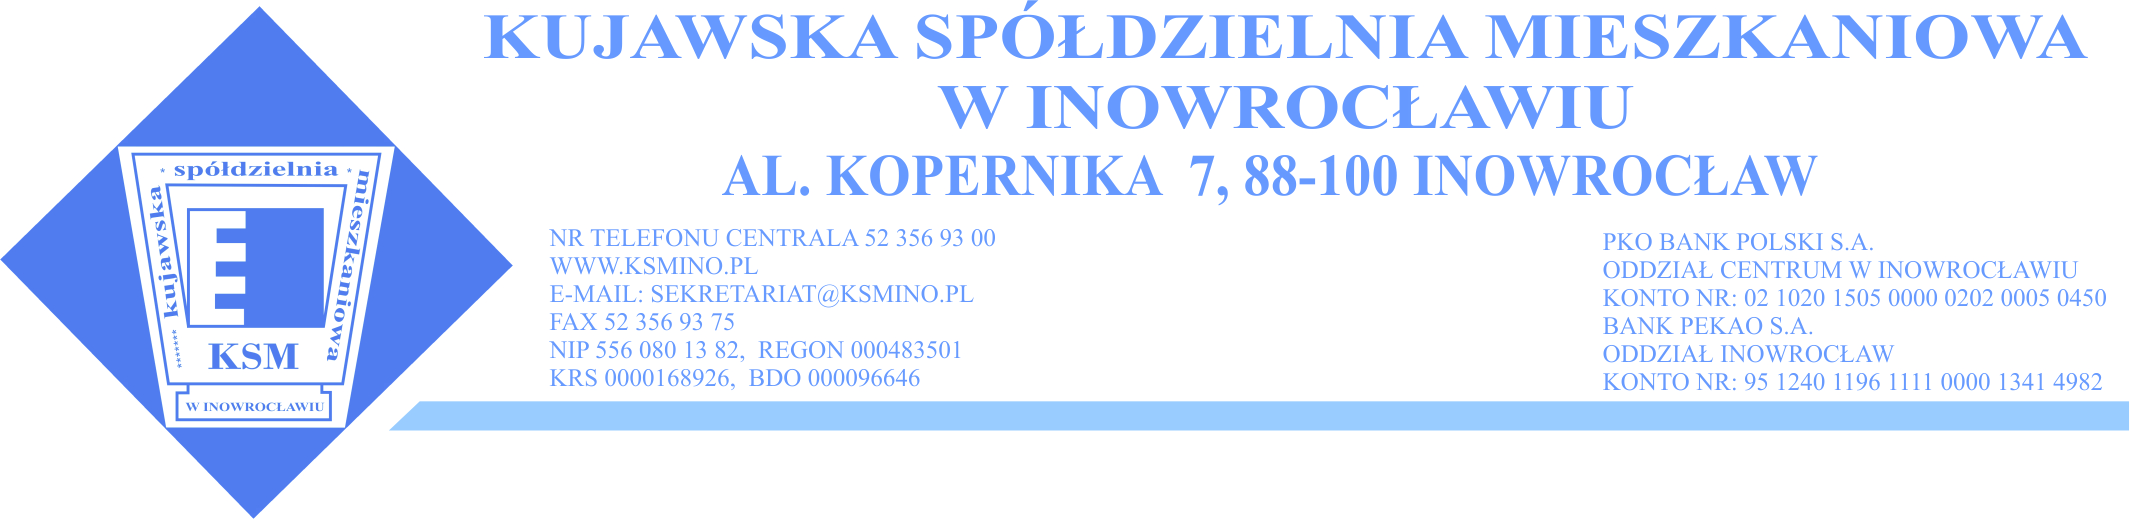 KUJAWSKA SPÓŁDZIELNIA MIESZKANIOWA
W INOWROCŁAWIU
AL. KOPERNIKA 7, 88-100 INOWROCŁAW
* spółdzielnia *
******* kujawska
mieszkaniowa
KSM
W INOWROCŁAWIU
NR TELEFONU CENTRALA 52 356 93 00
WWW.KSMINO.PL
E-MAIL: SEKRETARIAT@KSMINO.PL
FAX 52 356 93 75
NIP 556 080 13 82, REGON 000483501
KRS 0000168926, BDO 000096646
PKO BANK POLSKI S.A.
ODDZIAŁ CENTRUM W INOWROCŁAWIU
KONTO NR: 02 1020 1505 0000 0202 0005 0450
BANK PEKAO S.A.
ODDZIAŁ INOWROCŁAW
KONTO NR: 95 1240 1196 1111 0000 1341 4982